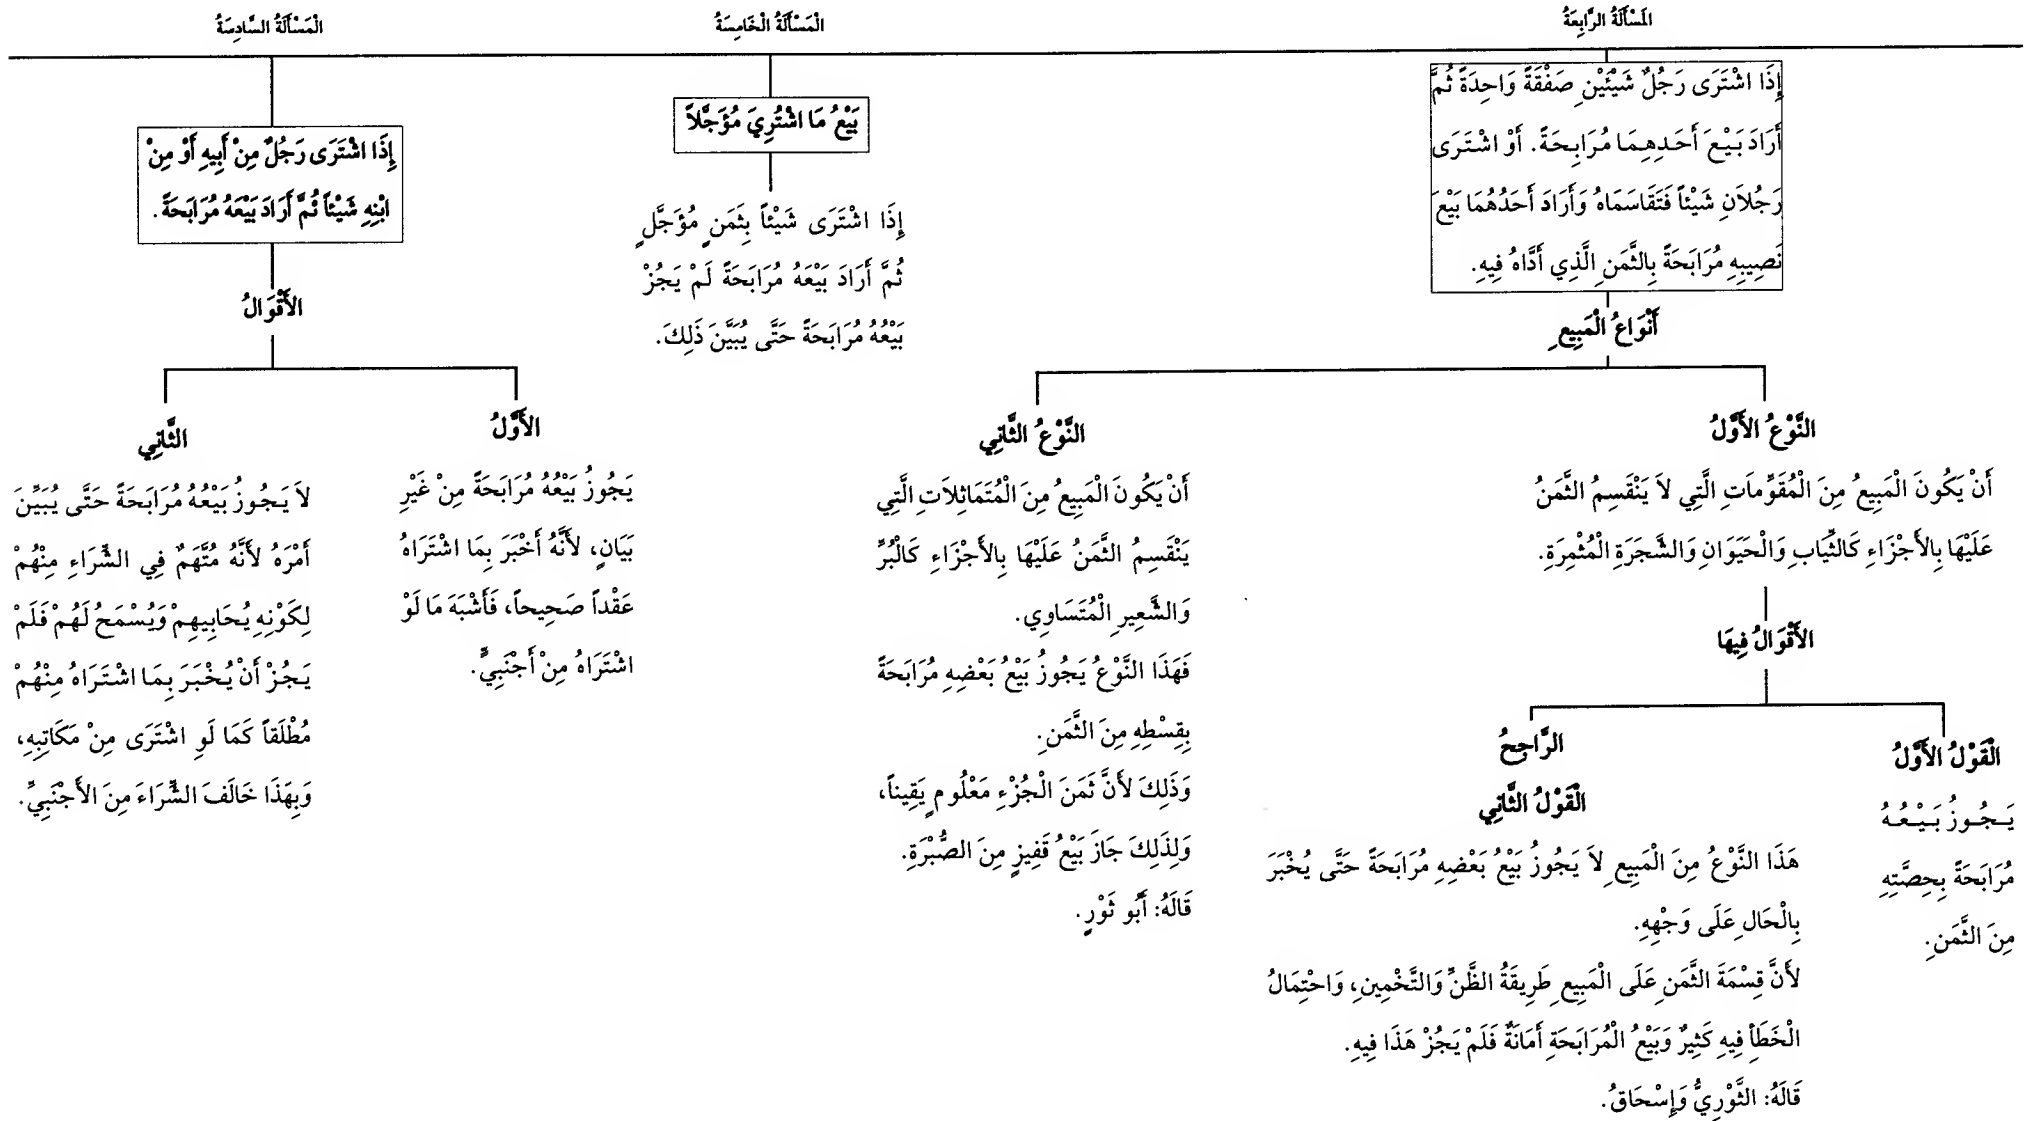 الْمَسْأَلَةُ الرَّابِعَةُ
إِذَا اشْتَرَى رَجُلٌ شَيْئَيْنِ صَفْقَةً وَاحِدَةً ثُمَّ
أَرَادَ بَيْعَ أَحَدِهِمَا مُرَابِحَةً. أَوْ اشْتَرَى
رَجُلاَنِ شَيْئاً فَتَقَاسَمَاهُ وَأَرَادَ أَحَدُهُمَا بَيْعَ
نَصِيبِهِ مُرَابَحَةً بِالثَّمَنِ الَّذِي أَدَّاهُ فِيهِ.
أَنْوَاعُ الْمَبِيعِ
النَّوْعُ الأَوَّلُ
أَنْ يَكُونَ الْمَبِيعُ مِنَ الْمُقَوَّمَاتِ الَّتِي لاَ يَنْقَسِمُ الثَّمَنُ
عَلَيْهَا بِالأَجْزَاءِ كَالثِّيَابِ وَالْحَيَوَانِ وَالشَّجَرَةِ الْمُثْمِرَةِ.
الأَقْوَالُ فِيهَا
الْقَوْلُ الأَوَّلُ
يَجُوزُ بَيْعُهُ
مُرَابَحَةً بِحِصَّتِهِ
مِنَ الثَّمَنِ.
الرَّاجِحُ
الْقَوْلُ الثَّانِي
هَذَا النَّوْعُ مِنَ الْمَبِيعِ لاَ يَجُوزُ بَيْعُ بَعْضِهِ مُرَابَحَةً حَتَّى يُخْبَرَ
بِالْحَالِ عَلَى وَجْهِهِ.
لأَنَّ قِسْمَةَ الثَّمَنِ عَلَى الْمَبِيعِ طَرِيقَةُ الظَّنِّ وَالتَّخْمِينِ، وَاحْتِمَالُ
الْخَطَأِ فِيهِ كَثِيرٌ وَبَيْعُ الْمُرَابَحَةِ أَمَانَةٌ فَلَمْ يَجُزْ هَذَا فِيهِ.
قَالَهُ: الثَّوْرِيُّ وَإِسْحَاقُ.
النَّوْعُ الثَّانِي
أَنْ يَكُونَ الْمَبِيعُ مِنَ الْمُتَمَاثِلاَتِ الَّتِي
يَنْقَسِمُ الثَّمَنُ عَلَيْهَا بِالأَجْزَاءِ كَالْبُرِّ
وَالشَّعِيرِ الْمُتَسَاوِي.
فَهَذَا النَّوْعُ يَجُوزُ بَيْعُ بَعْضِهِ مُرَابَحَةً
بِقِسْطِهِ مِنَ الثَّمَنِ.
وَذَلِكَ لأَنَّ ثَمَنَ الْجُزْءِ مَعْلُومٍ يَقِيناً،
وَلِذَلِكَ جَازَ بَيْعُ قَفِيزٍ مِنَ الصُّبْرَةِ.
قَالَهُ: أَبُو ثَوْرٍ.
الْمَسْأَلَةُ الْخَامِسَةُ
بَيْعُ مَا اشْتُرِيَ مُؤَجَّلاً
إِذَا اشْتَرَى شَيْئاً بِثَمَنٍ مُؤَجَّلٍ
ثُمَّ أَرَادَ بَيْعَهُ مُرَابَحَةً لَمْ يَجُزْ
بَيْعُهُ مُرَابَحَةً حَتَّى يُبَيَّنَ ذَلِكَ.
الْمَسْأَلَةُ السَّادِسَةُ
إِذَا اشْتَرَى رَجُلٌ مِنْ أَبِيهِ أَوْ مِنْ
ابْنِهِ شَيْئاً ثُمَّ أَرَادَ بَيْعَهُ مُرَابَحَةً.
الأَقْوَالُ
الأَوَّلُ
يَجُوزُ بَيْعُهُ مُرَابَحَةً مِنْ غَيْرِ
بَيَانٍ، لأَنَّهُ أَخْبَرَ بِمَا اشْتَرَاهُ
عَقْداً صَحِيحاً، فَأَشْبَهَ مَا لَوْ
اشْتَرَاهُ مِنْ أَجْنَبِيٍّ.
الثَّانِي
لاَ يَجُوزُ بَيْعُهُ مُرَابَحَةً حَتَّى يُبَيِّنَ
أَمْرَهُ لأَنَّهُ مُتَّهَمٌ فِي الشِّرَاءِ مِنْهُمْ
لِكَوْنِهِ يُحَابِيهِمْ وَيُسْمَحُ لَهُمْ فَلَمْ
يَجُزْ أَنْ يُخْبَرَ بِمَا اشْتَرَاهُ مِنْهُمْ
مُطْلَقاً كَمَا لَوِ اشْتَرَى مِنْ مَكَاتِبِهِ،
وَبِهَذَا خَالَفَ الشِّرَاءَ مِنَ الأَجْنَبِيِّ.